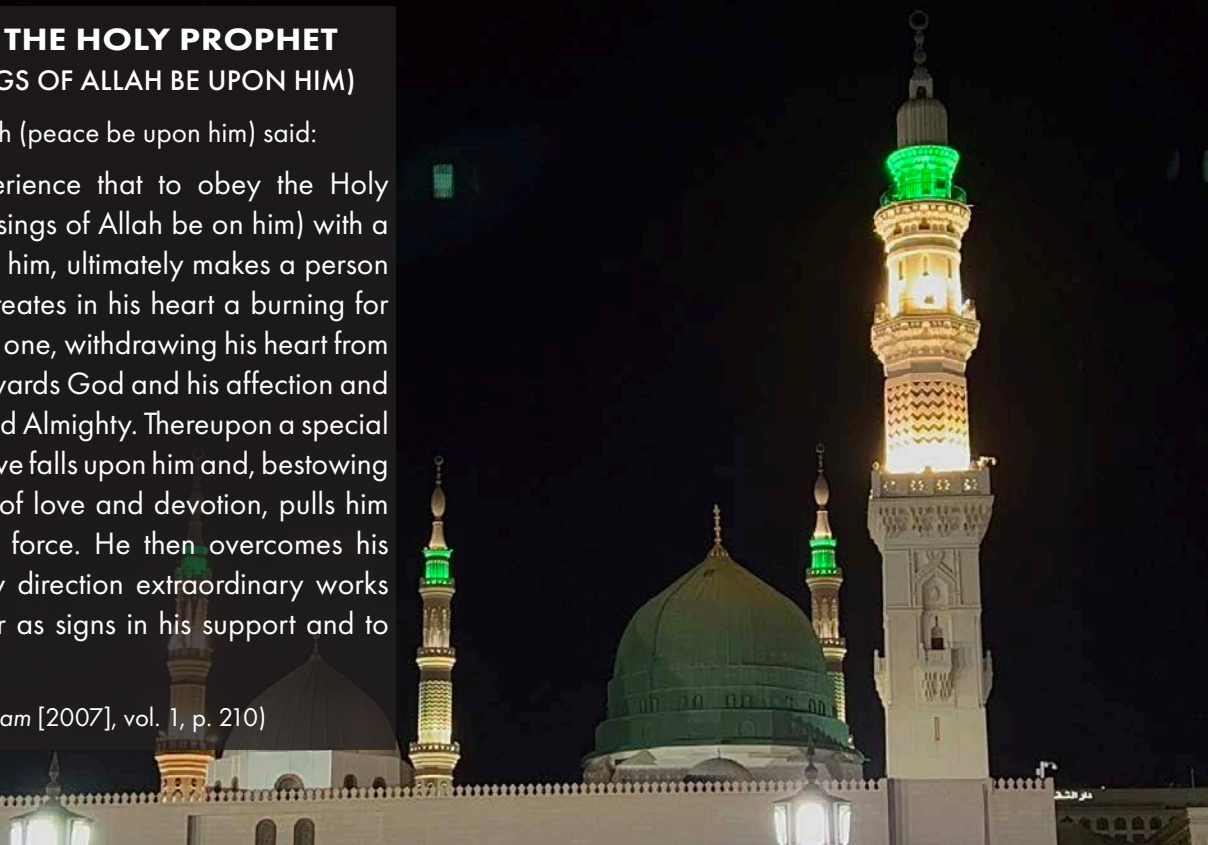 THE HOLY PROPHET
GS OF ALLAH BE UPON HIM)
h (peace be upon him) said:
erience that to obey the Holy
sings of Allah be on him) with a
him, ultimately makes a person
reates in his heart a burning for
one, withdrawing his heart from
wards God and his affection and
d Almighty. Thereupon a special
ve falls upon him and, bestowing
of love and devotion, pulls him
force. He then overcomes his
y direction extraordinary works
r as signs in his support and to
am [2007], vol. 1, p. 210)